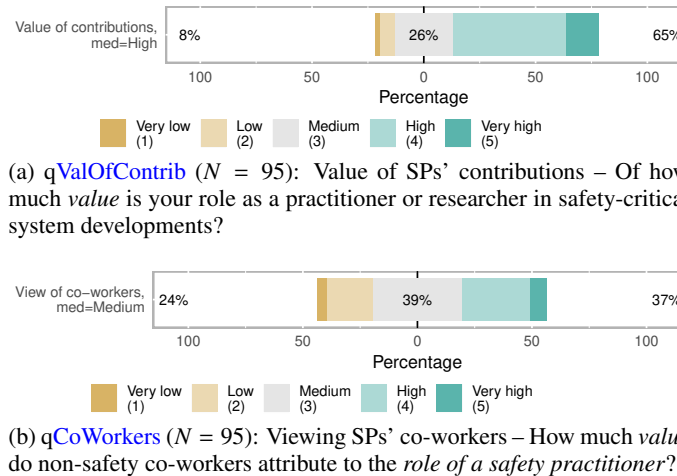 Value of contributions,
med=High
8% 26% 65%
100 50 0 50 100
Percentage
Very low (1) Low (2) Medium (3) High (4) Very high (5)
(a) qValOfContrib (N = 95): Value of SPs' contributions – Of how
much value is your role as a practitioner or researcher in safety-critica
system developments?
View of co−workers,
med=Medium
24% 39% 37%
100 50 0 50 100
Percentage
Very low (1) Low (2) Medium (3) High (4) Very high (5)
(b) qCoWorkers (N = 95): Viewing SPs' co-workers – How much valu
do non-safety co-workers attribute to the role of a safety practitioner?